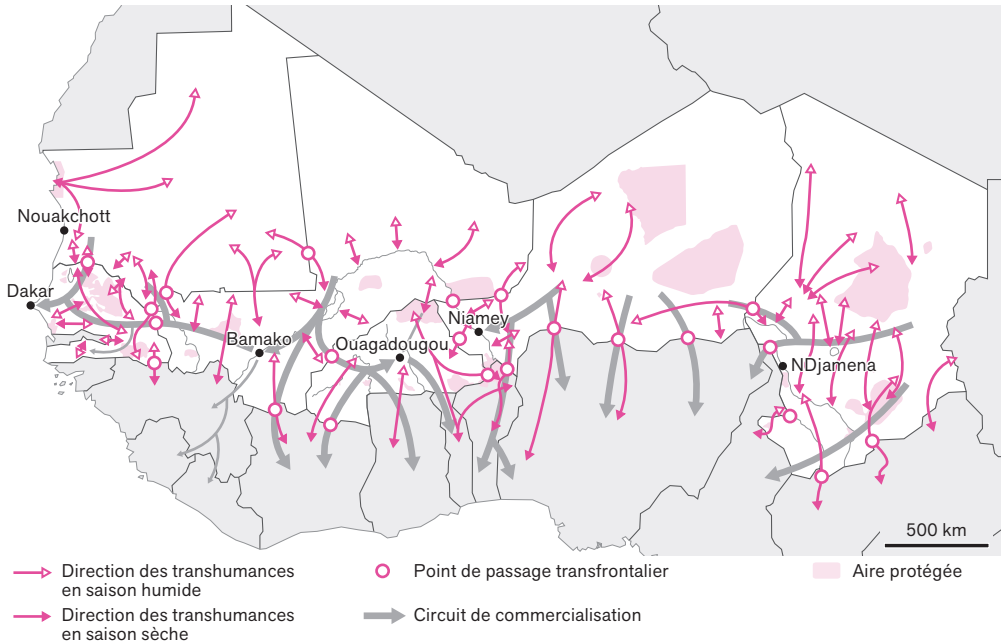 Nouakchott
Dakar
Bamako
Ouagadougou
Niamey
NDjamena
500 km
Direction des transhumances
en saison humide
Direction des transhumances
en saison sèche
Point de passage transfrontalier
Circuit de commercialisation
Aire protégée